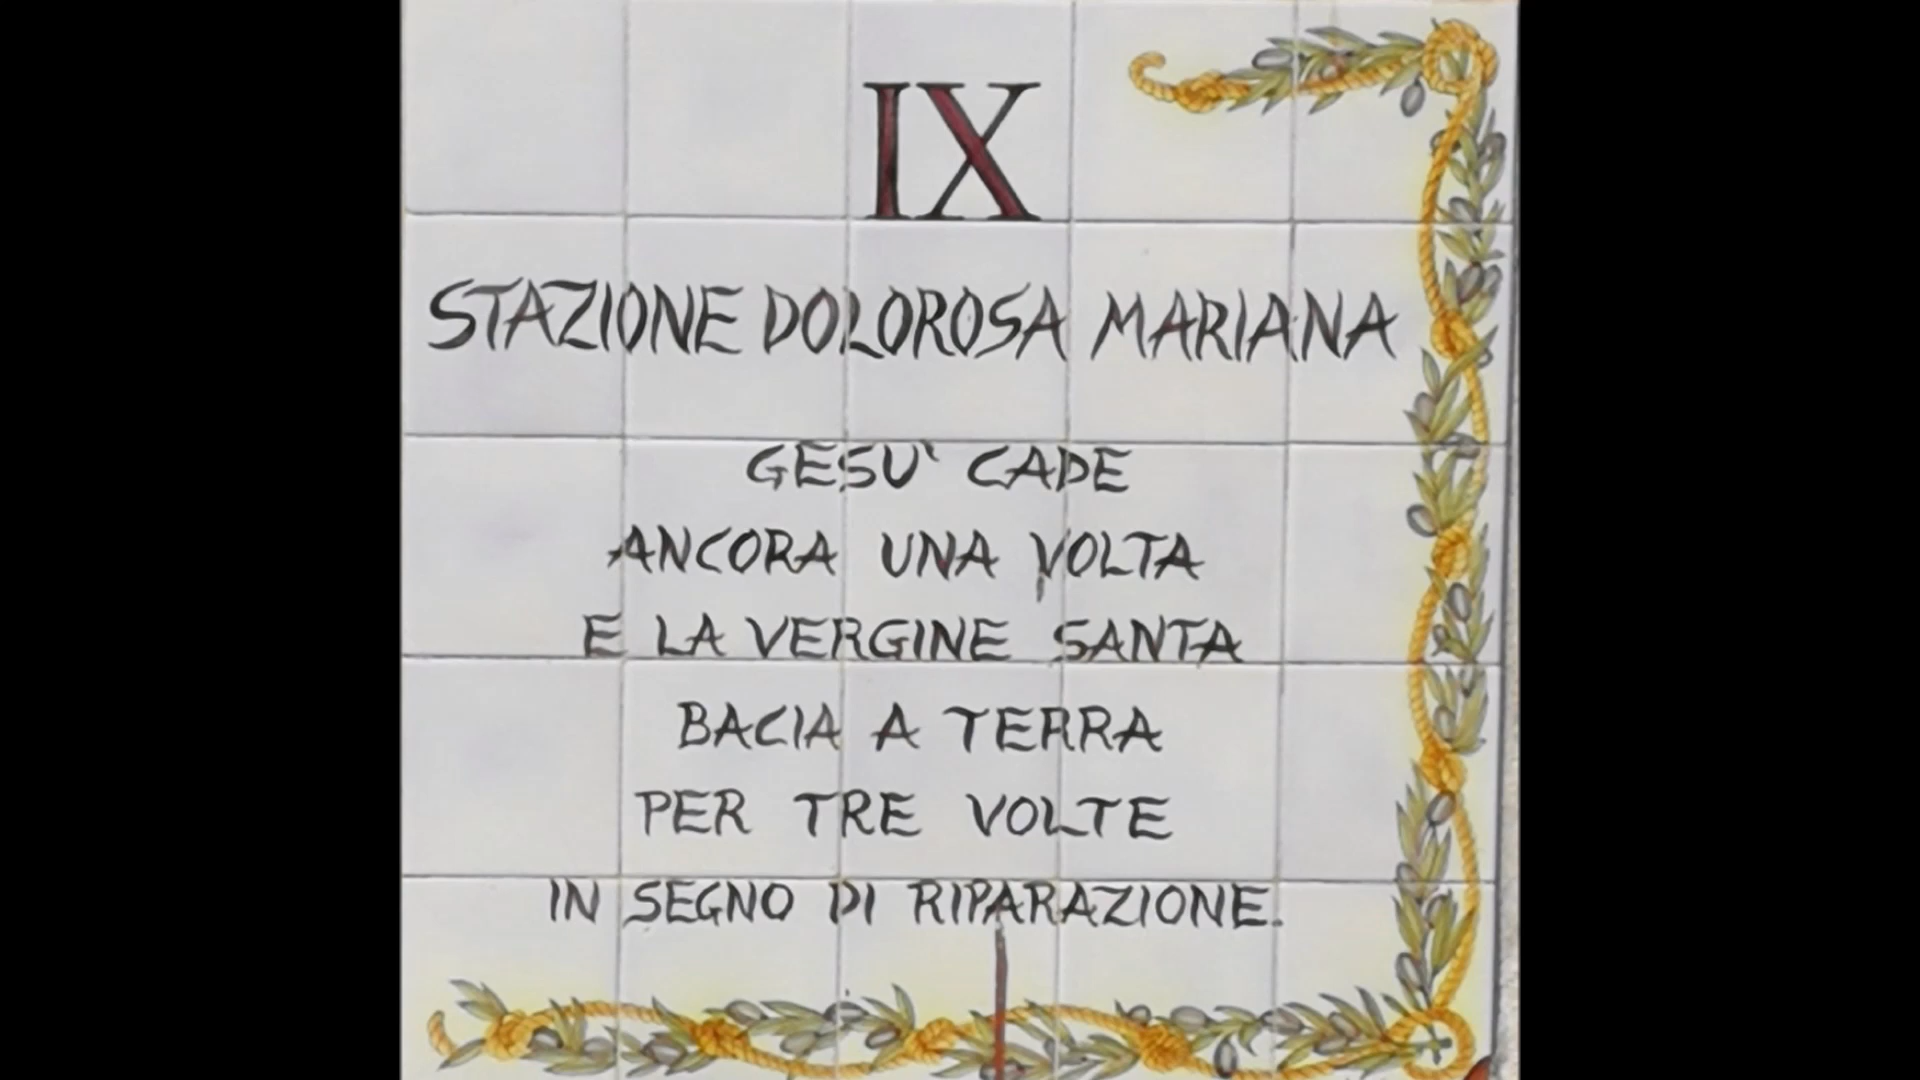 IX
STAZIONE DOLOROSA MARIANA
GESU' CADE
ANCORA UNA VOLTA
E LA VERGINE SANTA
BACIA A TERRA
PER TRE VOLTE
IN SEGNO DI RIPARAZIONE.